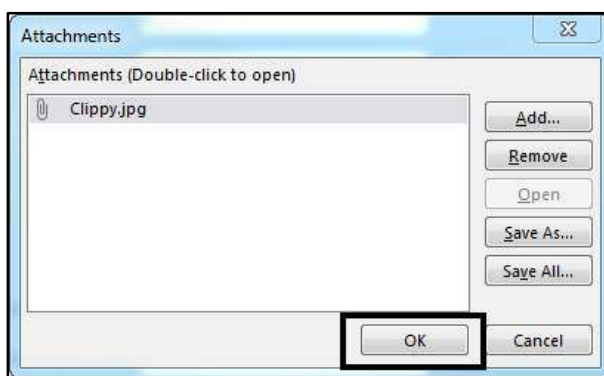 Attachments
Attachments (Double-click to open)
Clippy.jpg
Add...
Remove
Open
Save As...
Save All...
OK
Cancel